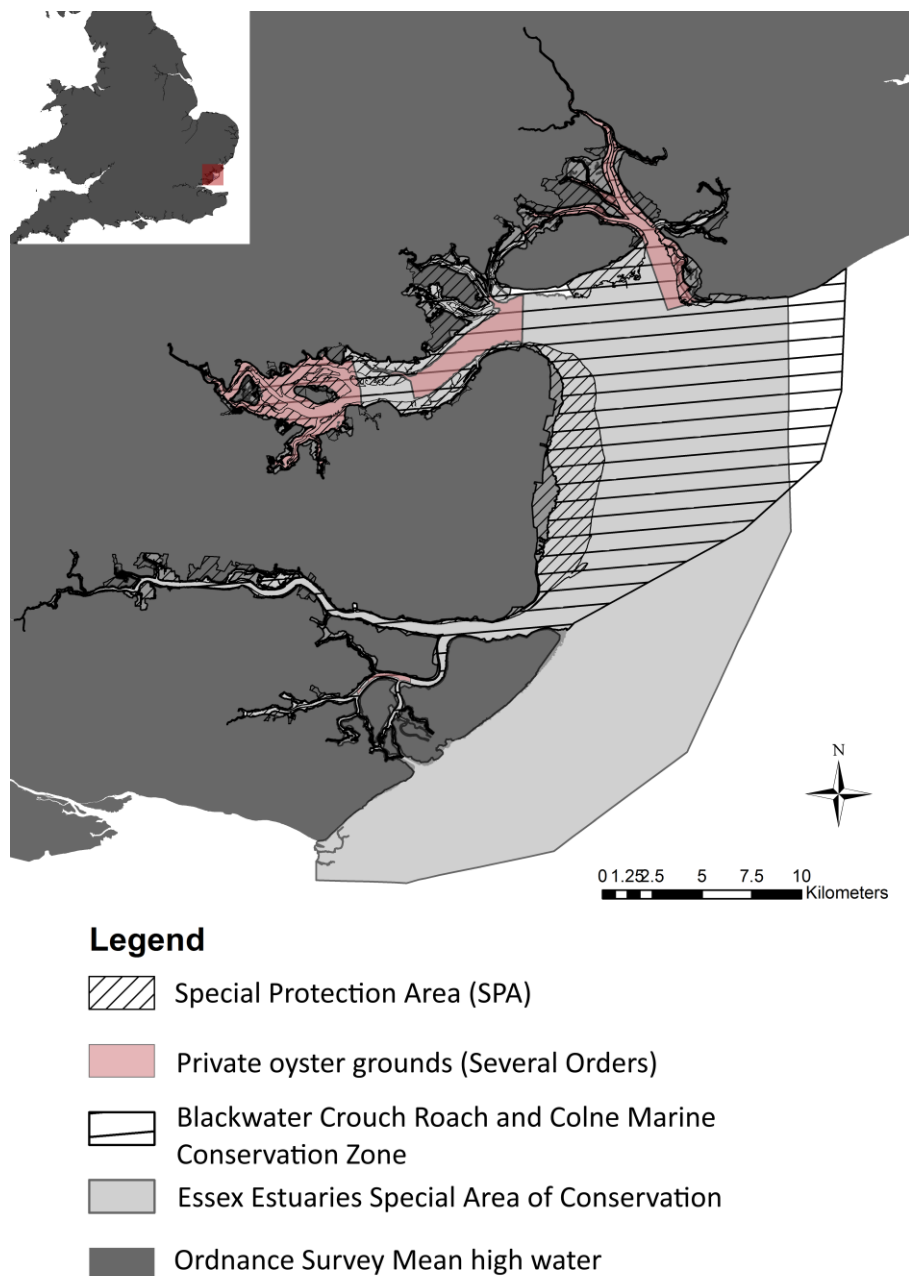 N
0 1.25 2.5 5 7.5 10
Kilometers
Legend
Special Protection Area (SPA)
Private oyster grounds (Several Orders)
Blackwater Crouch Roach and Colne Marine
Conservation Zone
Essex Estuaries Special Area of Conservation
Ordnance Survey Mean high water